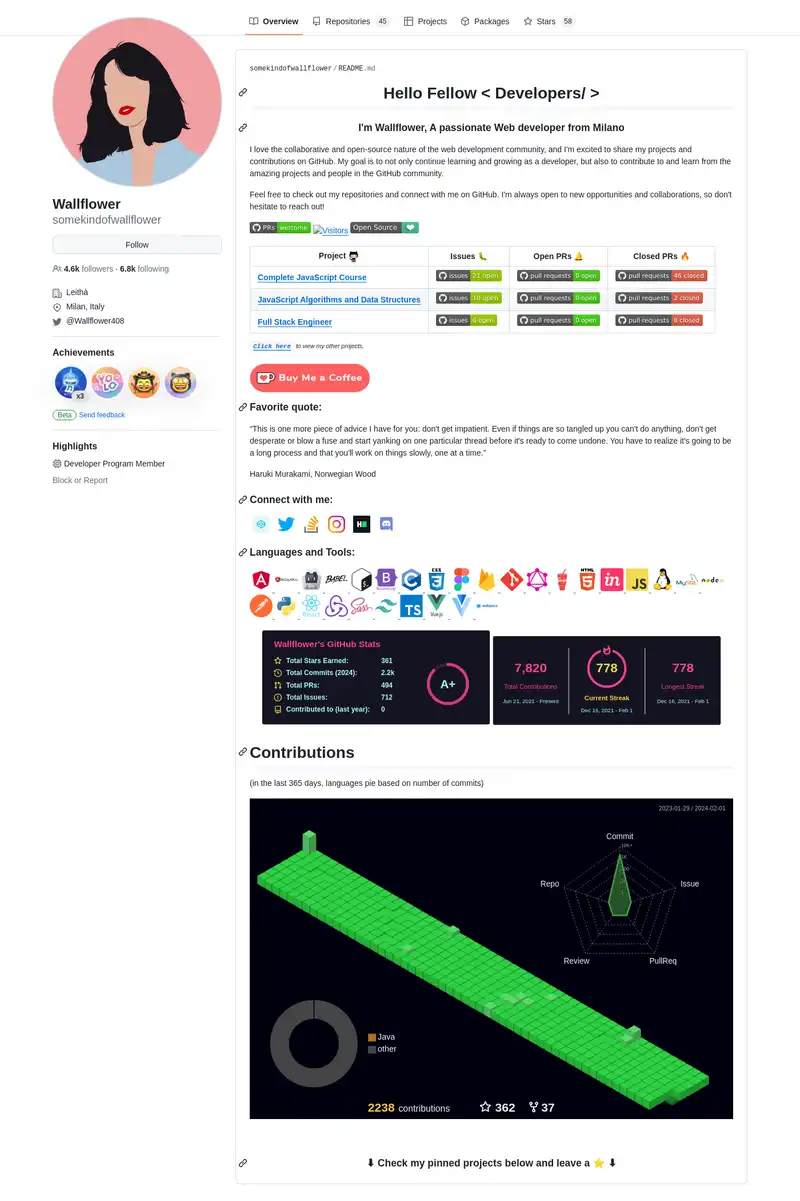 Overview Repositories 45 Projects Packages Stars 58
Wallflower
somekindofwallflower
Follow
4.6k followers · 6.8k following
Leithà
Milan, Italy
@Wallflower408
Achievements
YOLO
x3
Beta Send feedback
Highlights
Developer Program Member
Block or Report
somekindofwallflower/README.md
Hello Fellow < Developers/ >
I'm Wallflower, A passionate Web developer from Milano
I love the collaborative and open-source nature of the web development community, and I'm excited to share my projects and
contributions on GitHub. My goal is to not only continue learning and growing as a developer, but also to contribute to and learn from the
amazing projects and people in the GitHub community.
Feel free to check out my repositories and connect with me on GitHub. I'm always open to new opportunities and collaborations, so don't
hesitate to reach out!
PRs welcome Visitors Open Source
Project Issues Open PRs Closed PRs
Complete JavaScript Course issues 21 open pull requests 0 open pull requests 46 closed
JavaScript Algorithms and Data Structures issues 10 open pull requests 0 open pull requests 2 closed
Full Stack Engineer issues 0 open pull requests 0 open pull requests 8 closed
Click here to view my other projects.
Buy Me a Coffee
Favorite quote:
"This is one more piece of advice I have for you: don't get impatient. Even if things are so tangled up you can't do anything, don't get
desperate or blow a fuse and start yanking on one particular thread before it's ready to come undone. You have to realize it's going to be
a long process and that you'll work on things slowly, one at a time."
Haruki Murakami, Norwegian Wood
Connect with me:
Languages and Tools:
BABEL CSS HTML in JS MySQL node
React Sass TS Vue.js
Wallflower's GitHub Stats
Total Stars Earned: 361
Total Commits (2024): 2.2k
Total PRs: 494
Total Issues: 712
Contributed to (last year): 0
A+
7,820
Total Contributions
Jun 21, 2021 - Present
778
Current Streak
Dec 16, 2021 - Feb 1
778
Longest Streak
Dec 16, 2021 - Feb 1
Contributions
(in the last 365 days, languages pie based on number of commits)
2023-01-29 / 2024-02-01
Commit
Repo
Issue
Review
PullReq
Java
other
2238 contributions 362 37
Check my pinned projects below and leave a